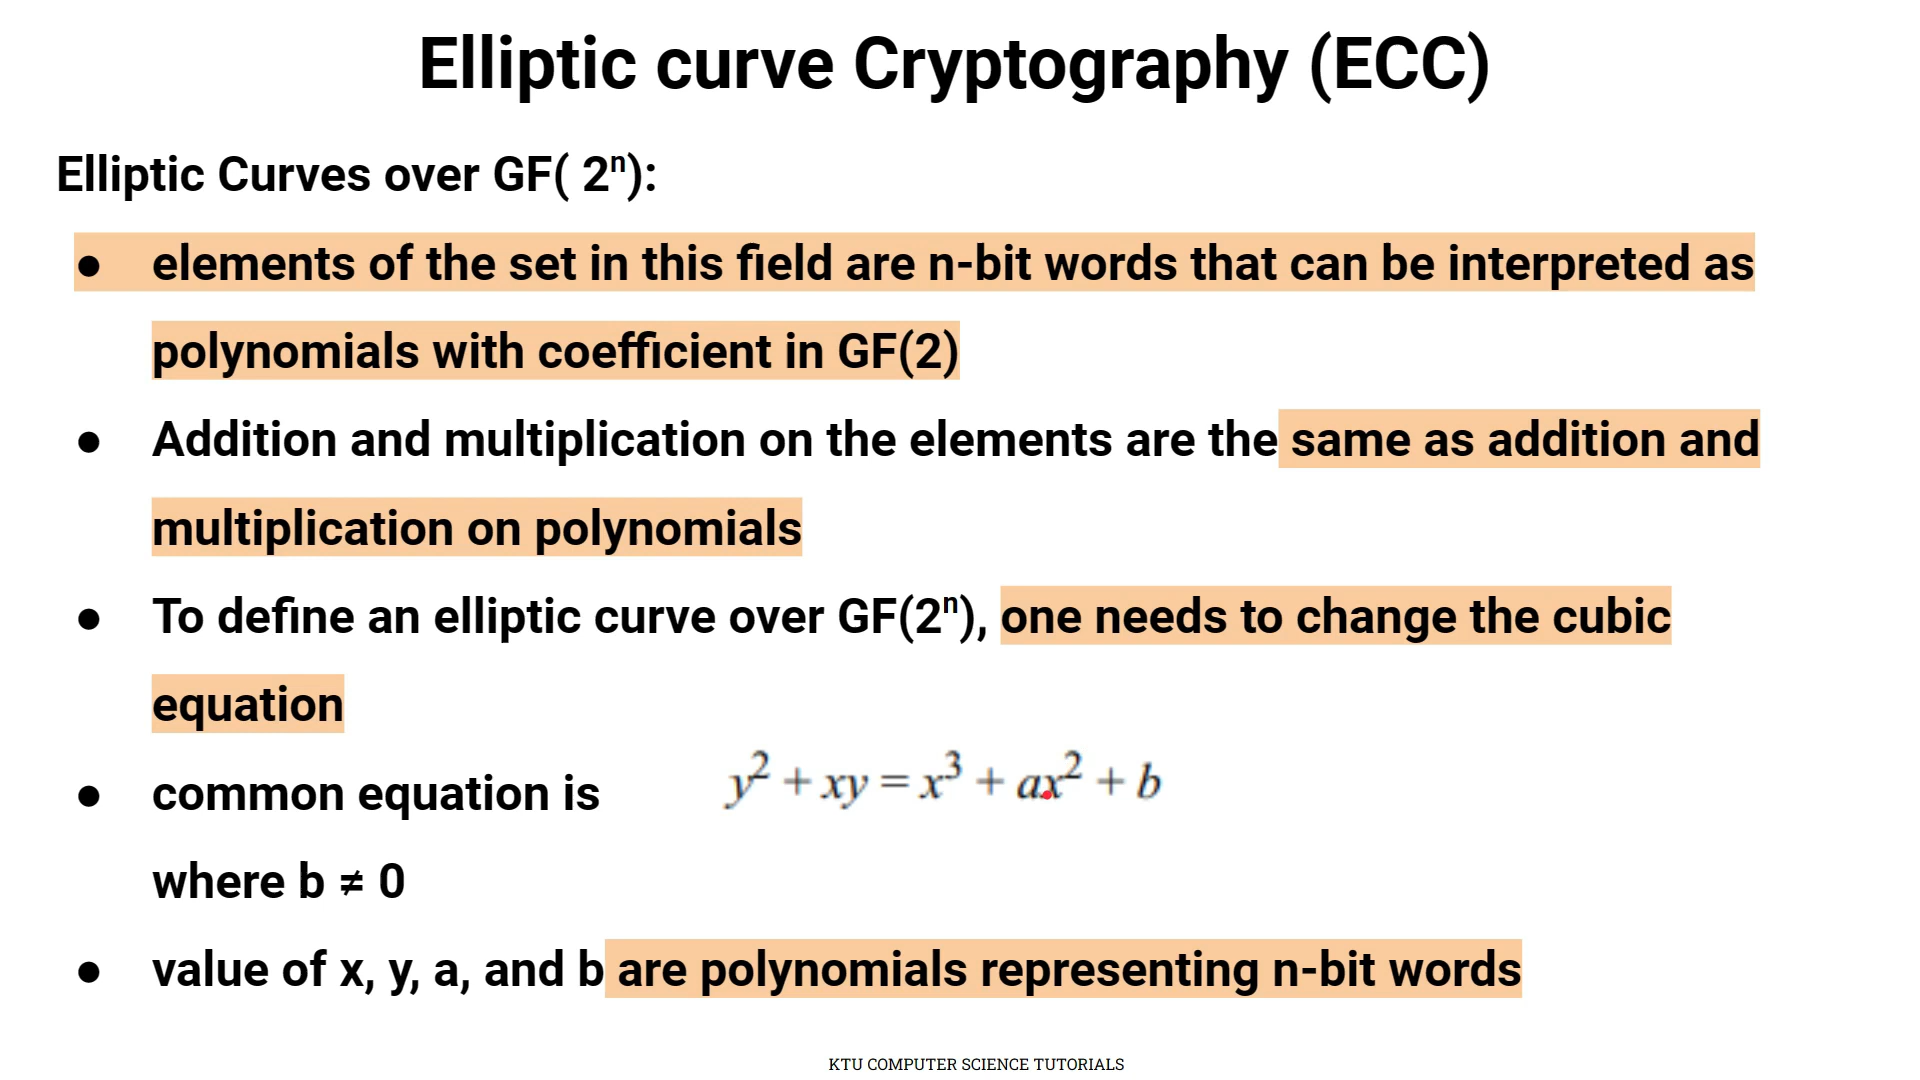 Elliptic curve Cryptography (ECC)
Elliptic Curves over GF( 2ⁿ):
● elements of the set in this field are n-bit words that can be interpreted as
polynomials with coefficient in GF(2)
● Addition and multiplication on the elements are the same as addition and
multiplication on polynomials
● To define an elliptic curve over GF(2ⁿ), one needs to change the cubic
equation
● common equation is y² + xy = x³ + ax² + b
where b ≠ 0
● value of x, y, a, and b are polynomials representing n-bit words
KTU COMPUTER SCIENCE TUTORIALS